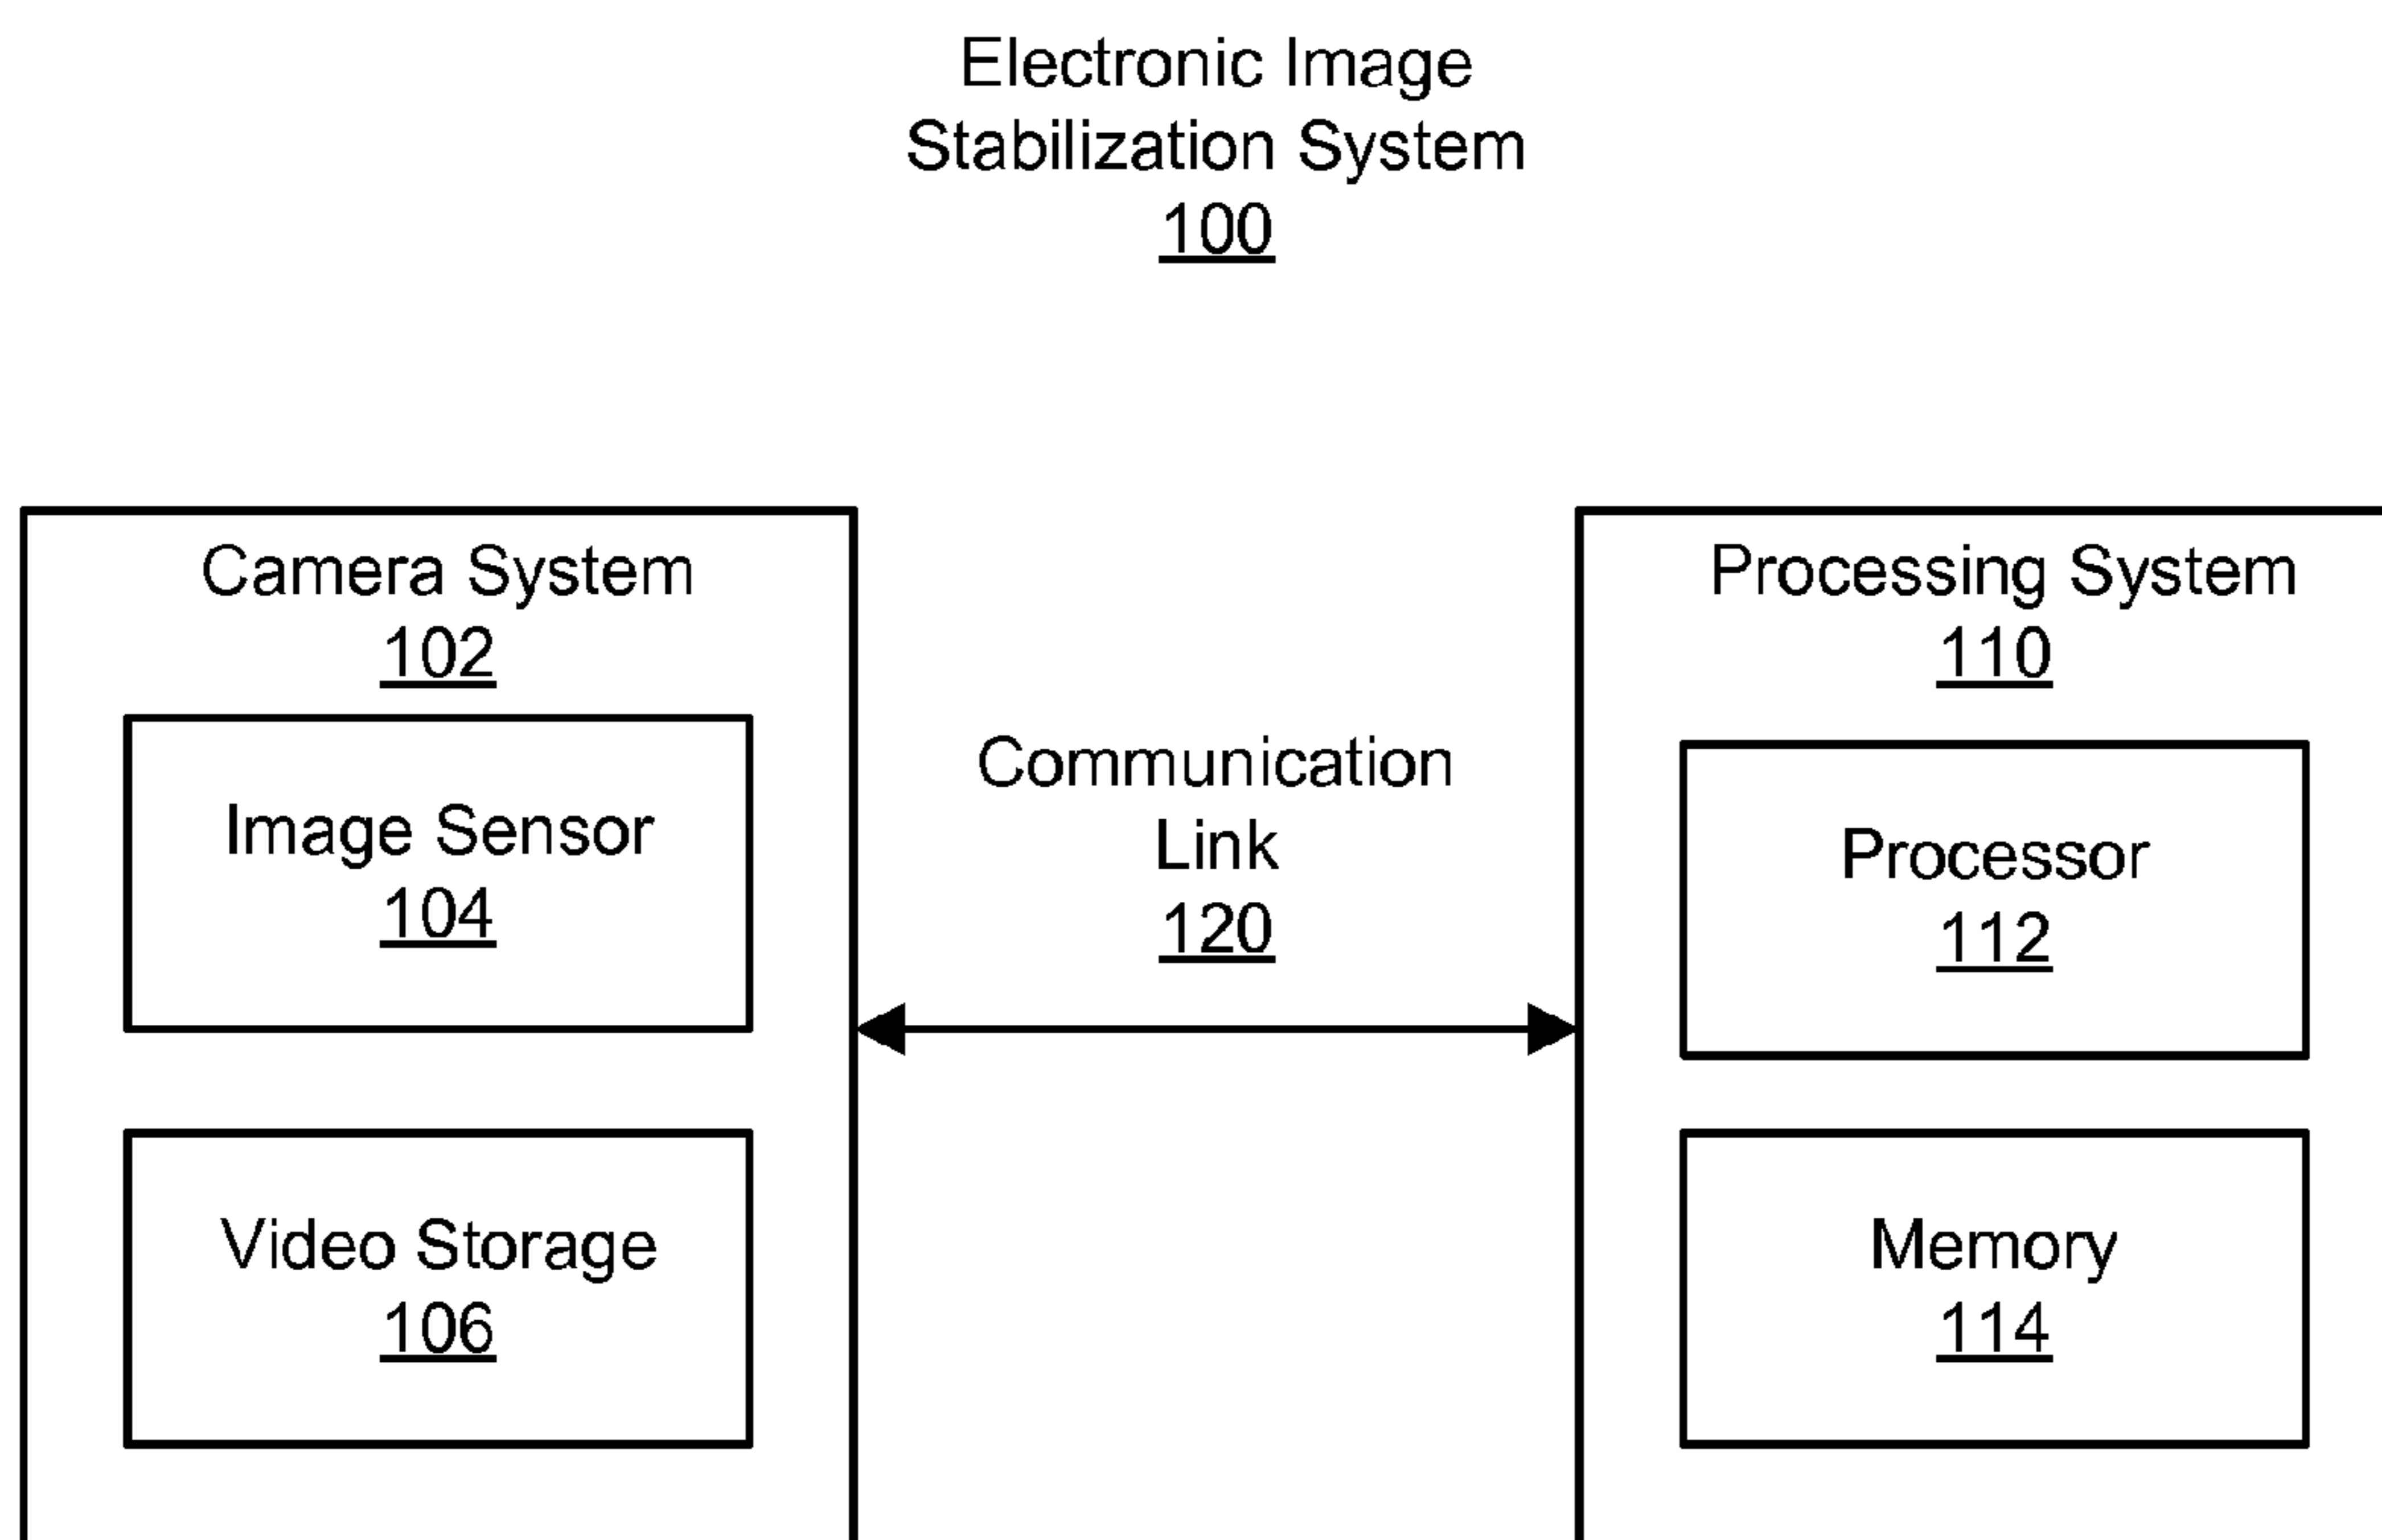 Electronic Image
Stabilization System
100
Camera System
102
Image Sensor
104
Video Storage
106
Communication
Link
120
Processing System
110
Processor
112
Memory
114